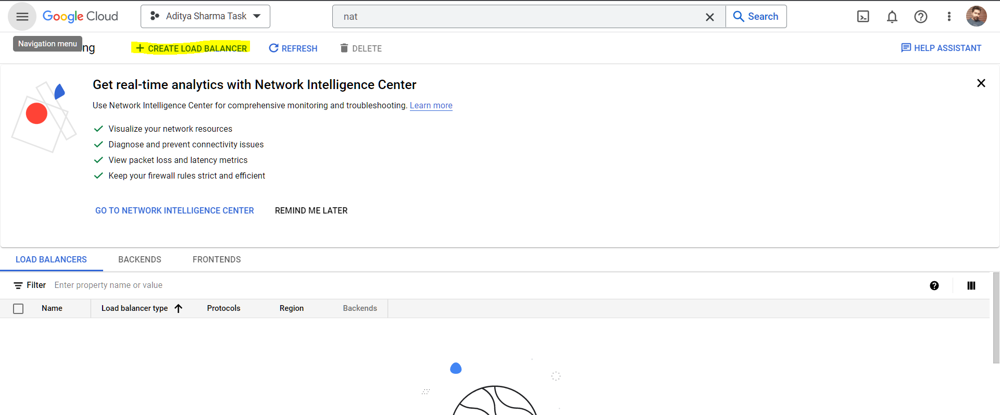 Google Cloud
Aditya Sharma Task
nat
Search
Navigation menu
ng
CREATE LOAD BALANCER
REFRESH
DELETE
HELP ASSISTANT
Get real-time analytics with Network Intelligence Center
Use Network Intelligence Center for comprehensive monitoring and troubleshooting. Learn more
Visualize your network resources
Diagnose and prevent connectivity issues
View packet loss and latency metrics
Keep your firewall rules strict and efficient
GO TO NETWORK INTELLIGENCE CENTER
REMIND ME LATER
LOAD BALANCERS
BACKENDS
FRONTENDS
Filter
Enter property name or value
Name
Load balancer type
Protocols
Region
Backends